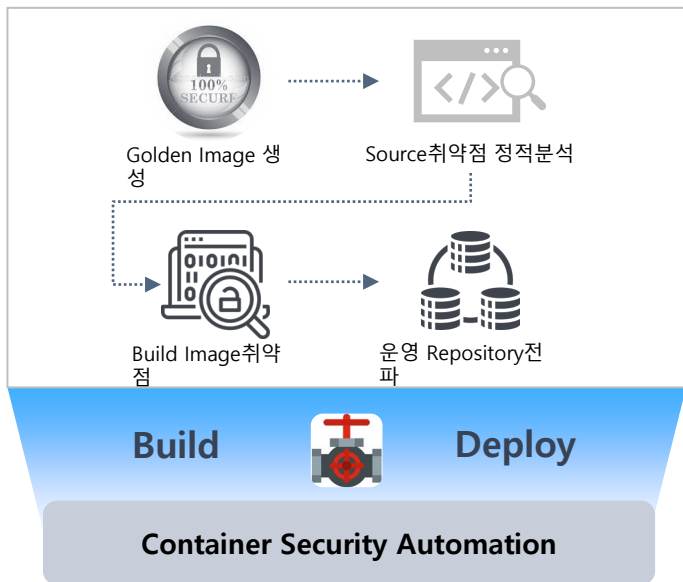 100%
SECURE
</>
Golden Image 생
성
Source취약점 정적분석
01010
Build Image취약
점
운영 Repository전
파
Build
Deploy
Container Security Automation